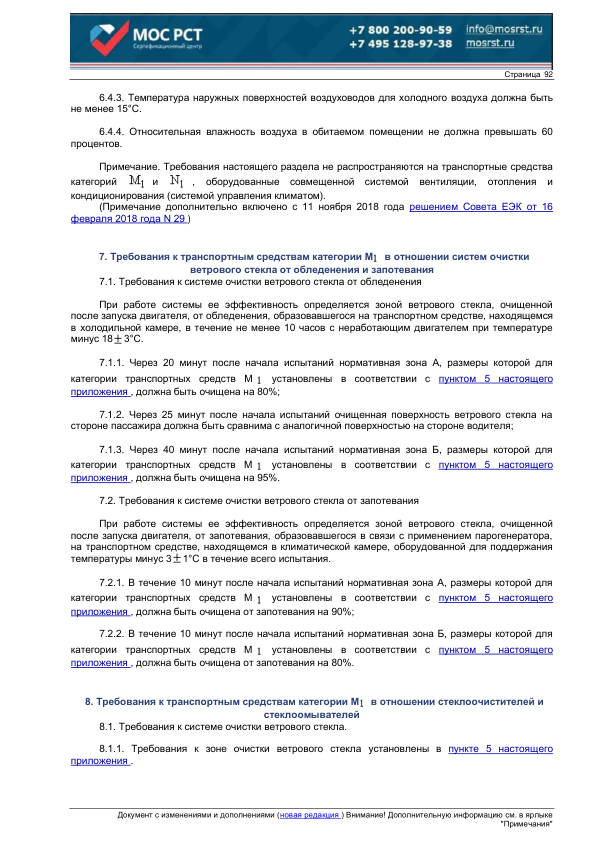 МОС РСТ
Сертификационный центр
+7 800 200-90-59 info@mosrst.ru
+7 495 128-97-38 mosrst.ru
Страница 92
6.4.3. Температура наружных поверхностей воздуховодов для холодного воздуха должна быть
не менее 15°С.
6.4.4. Относительная влажность воздуха в обитаемом помещении не должна превышать 60
процентов.
Примечание. Требования настоящего раздела не распространяются на транспортные средства
категорий M1 и N1 , оборудованные совмещенной системой вентиляции, отопления и
кондиционирования (системой управления климатом).
(Примечание дополнительно включено с 11 ноября 2018 года решением Совета ЕЭК от 16
февраля 2018 года N 29 )
7. Требования к транспортным средствам категории M1 в отношении систем очистки
ветрового стекла от обледенения и запотевания
7.1. Требования к системе очистки ветрового стекла от обледенения
При работе системы ее эффективность определяется зоной ветрового стекла, очищенной
после запуска двигателя, от обледенения, образовавшегося на транспортном средстве, находящемся
в холодильной камере, в течение не менее 10 часов с неработающим двигателем при температуре
минус 18±3°С.
7.1.1. Через 20 минут после начала испытаний нормативная зона А, размеры которой для
категории транспортных средств М 1 установлены в соответствии с пунктом 5 настоящего
приложения , должна быть очищена на 80%;
7.1.2. Через 25 минут после начала испытаний очищенная поверхность ветрового стекла на
стороне пассажира должна быть сравнима с аналогичной поверхностью на стороне водителя;
7.1.3. Через 40 минут после начала испытаний нормативная зона Б, размеры которой для
категории транспортных средств М 1 установлены в соответствии с пунктом 5 настоящего
приложения , должна быть очищена на 95%.
7.2. Требования к системе очистки ветрового стекла от запотевания
При работе системы ее эффективность определяется зоной ветрового стекла, очищенной
после запуска двигателя, от запотевания, образовавшегося в связи с применением парогенератора,
на транспортном средстве, находящемся в климатической камере, оборудованной для поддержания
температуры минус 3±1°С в течение всего испытания.
7.2.1. В течение 10 минут после начала испытаний нормативная зона А, размеры которой для
категории транспортных средств М 1 установлены в соответствии с пунктом 5 настоящего
приложения , должна быть очищена от запотевания на 90%;
7.2.2. В течение 10 минут после начала испытаний нормативная зона Б, размеры которой для
категории транспортных средств М 1 установлены в соответствии с пунктом 5 настоящего
приложения , должна быть очищена от запотевания на 80%.
8. Требования к транспортным средствам категории M1 в отношении стеклоочистителей и
стеклоомывателей
8.1. Требования к системе очистки ветрового стекла.
8.1.1. Требования к зоне очистки ветрового стекла установлены в пункте 5 настоящего
приложения .
Документ с изменениями и дополнениями (новая редакция ) Внимание! Дополнительную информацию см. в ярлыке
"Примечания"